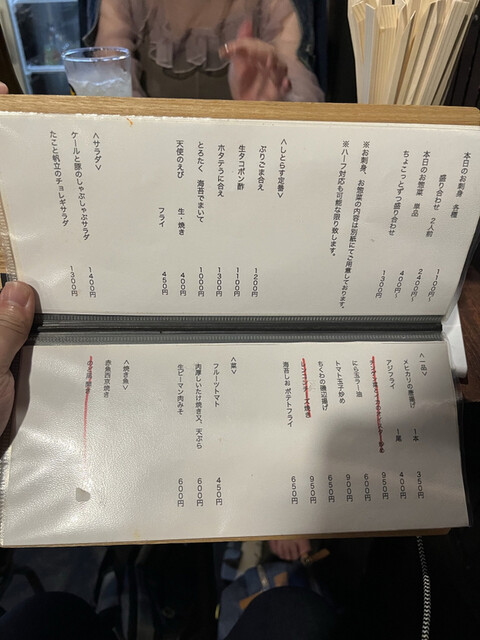 本日のお刺身 各種 1100円〜
盛り合わせ 2人前 2400円〜
本日のお惣菜 単品 400円〜
ちょこっとずつ盛り合わせ 1300円
※お刺身、お惣菜の内容は別紙にてご用意しております。
※ハーフ対応も可能な限り致します。
<しとらす定番>
ぶりごま合え 1200円
生タコポン酢 1100円
ホタテうに合え 1300円
とろたく 海苔でまいて 1000円
天使のえび 生・焼き 400円
フライ 450円
<サラダ>
ケールと豚のしゃぶしゃぶサラダ 1400円
たこと帆立のチョレギサラダ 1300円
<一品>
メヒカリの唐揚げ 1本 350円
アジフライ 1尾 400円
950円
にら玉ラー油 600円
トマト玉子炒め 950円
ちくわの磯辺揚げ 650円
950円
海苔しおポテトフライ 650円
<菜>
フルーツトマト 450円
肉厚しいたけ焼き又、天ぷら 600円
生ピーマン肉みそ 600円
<焼き魚>
赤魚西京焼き